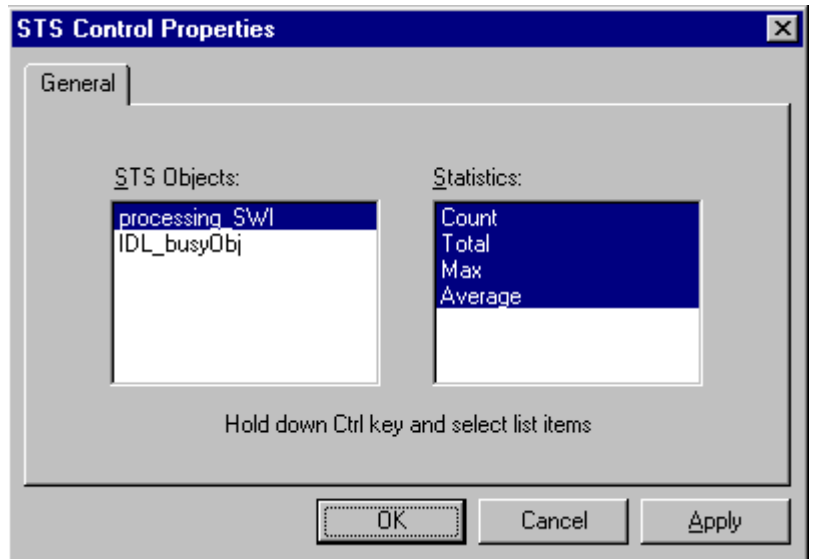 STS Control Properties
General
STS Objects:
Statistics:
processing_SWI
IDL_busyObj
Count
Total
Max
Average
Hold down Ctrl key and select list items
OK
Cancel
Apply